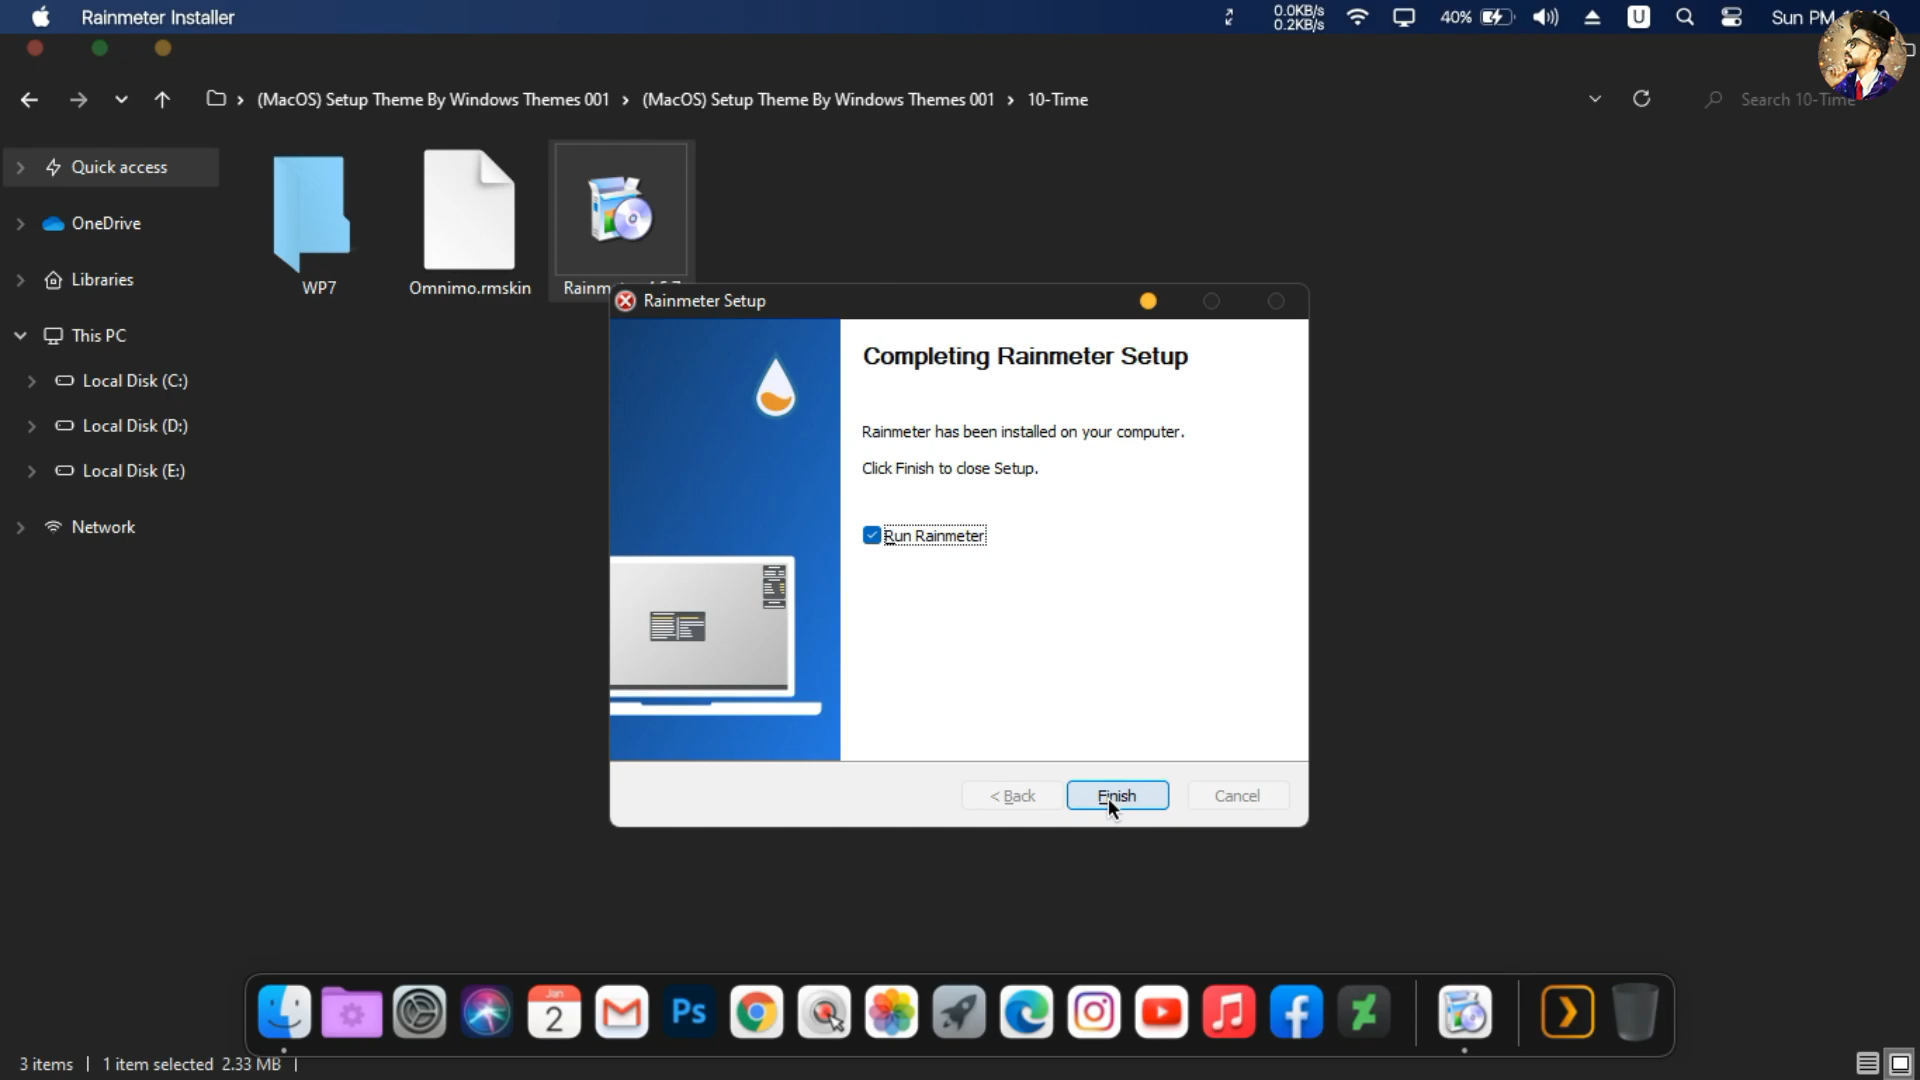 Rainmeter Installer
0.0KB/s
0.2KB/s
40%
U
Sun PM
(MacOS) Setup Theme By Windows Themes 001 › (MacOS) Setup Theme By Windows Themes 001 › 10-Time
Search 10-Time
Quick access
OneDrive
Libraries
This PC
Local Disk (C:)
Local Disk (D:)
Local Disk (E:)
Network
WP7
Omnimo.rmskin
Rainmeter Setup
Completing Rainmeter Setup
Rainmeter has been installed on your computer.
Click Finish to close Setup.
Run Rainmeter
< Back
Finish
Cancel
Jan
2
Ps
3 items
1 item selected 2.33 MB